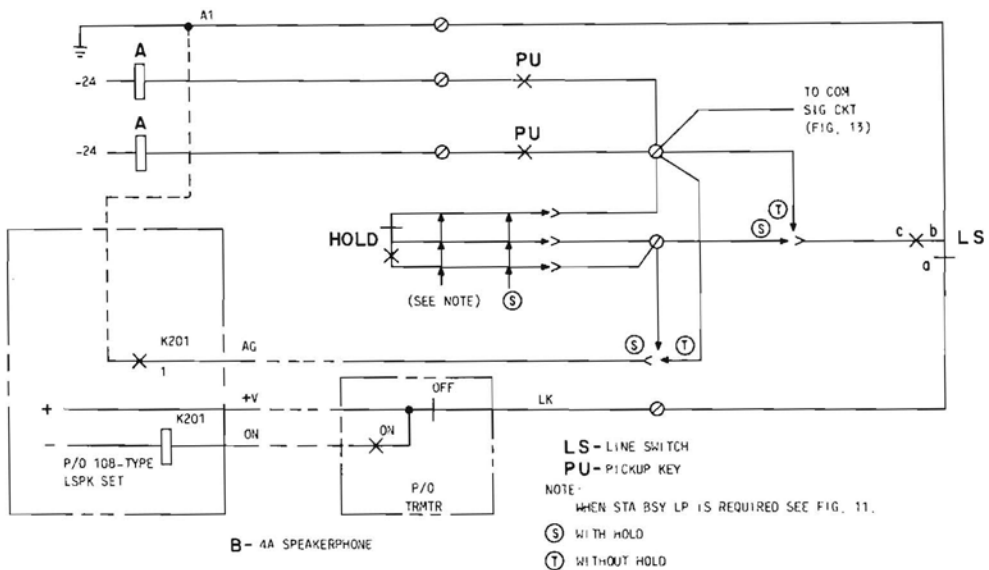 A1
A
PU
-24
TO COM
SIG CKT
(FIG. 13)
A
PU
-24
T
S
HOLD
c b LS
a
(SEE NOTE) S
K201
1
AG
S T
OFF
+ +V LK
K201
- ON ON
P/O 108-TYPE
LSPK SET
P/O
TRMTR
LS-LINE SWITCH
PU-PICKUP KEY
NOTE:
WHEN STA BSY LP IS REQUIRED SEE FIG. 11.
S WITH HOLD
T WITHOUT HOLD
B- 4A SPEAKERPHONE